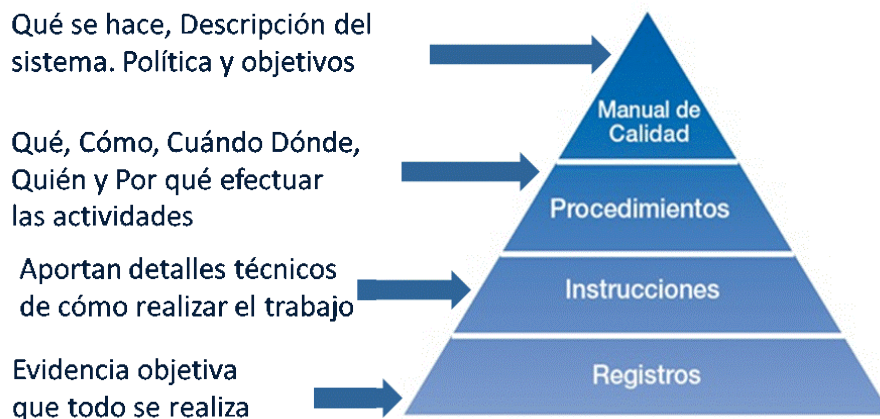 Qué se hace, Descripción del
sistema. Política y objetivos
Manual de
Calidad
Qué, Cómo, Cuándo Dónde,
Quién y Por qué efectuar
las actividades
Procedimientos
Aportan detalles técnicos
de cómo realizar el trabajo
Instrucciones
Evidencia objetiva
que todo se realiza
Registros